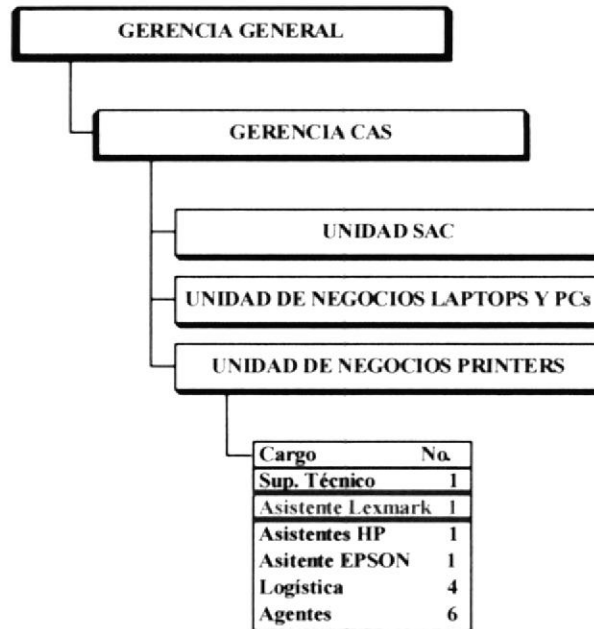 GERENCIA GENERAL
GERENCIA CAS
UNIDAD SAC
UNIDAD DE NEGOCIOS LAPTOPS Y PCs
UNIDAD DE NEGOCIOS PRINTERS
Cargo No.
Sup. Técnico 1
Asistente Lexmark 1
Asistentes HP 1
Asitente EPSON 1
Logística 4
Agentes 6